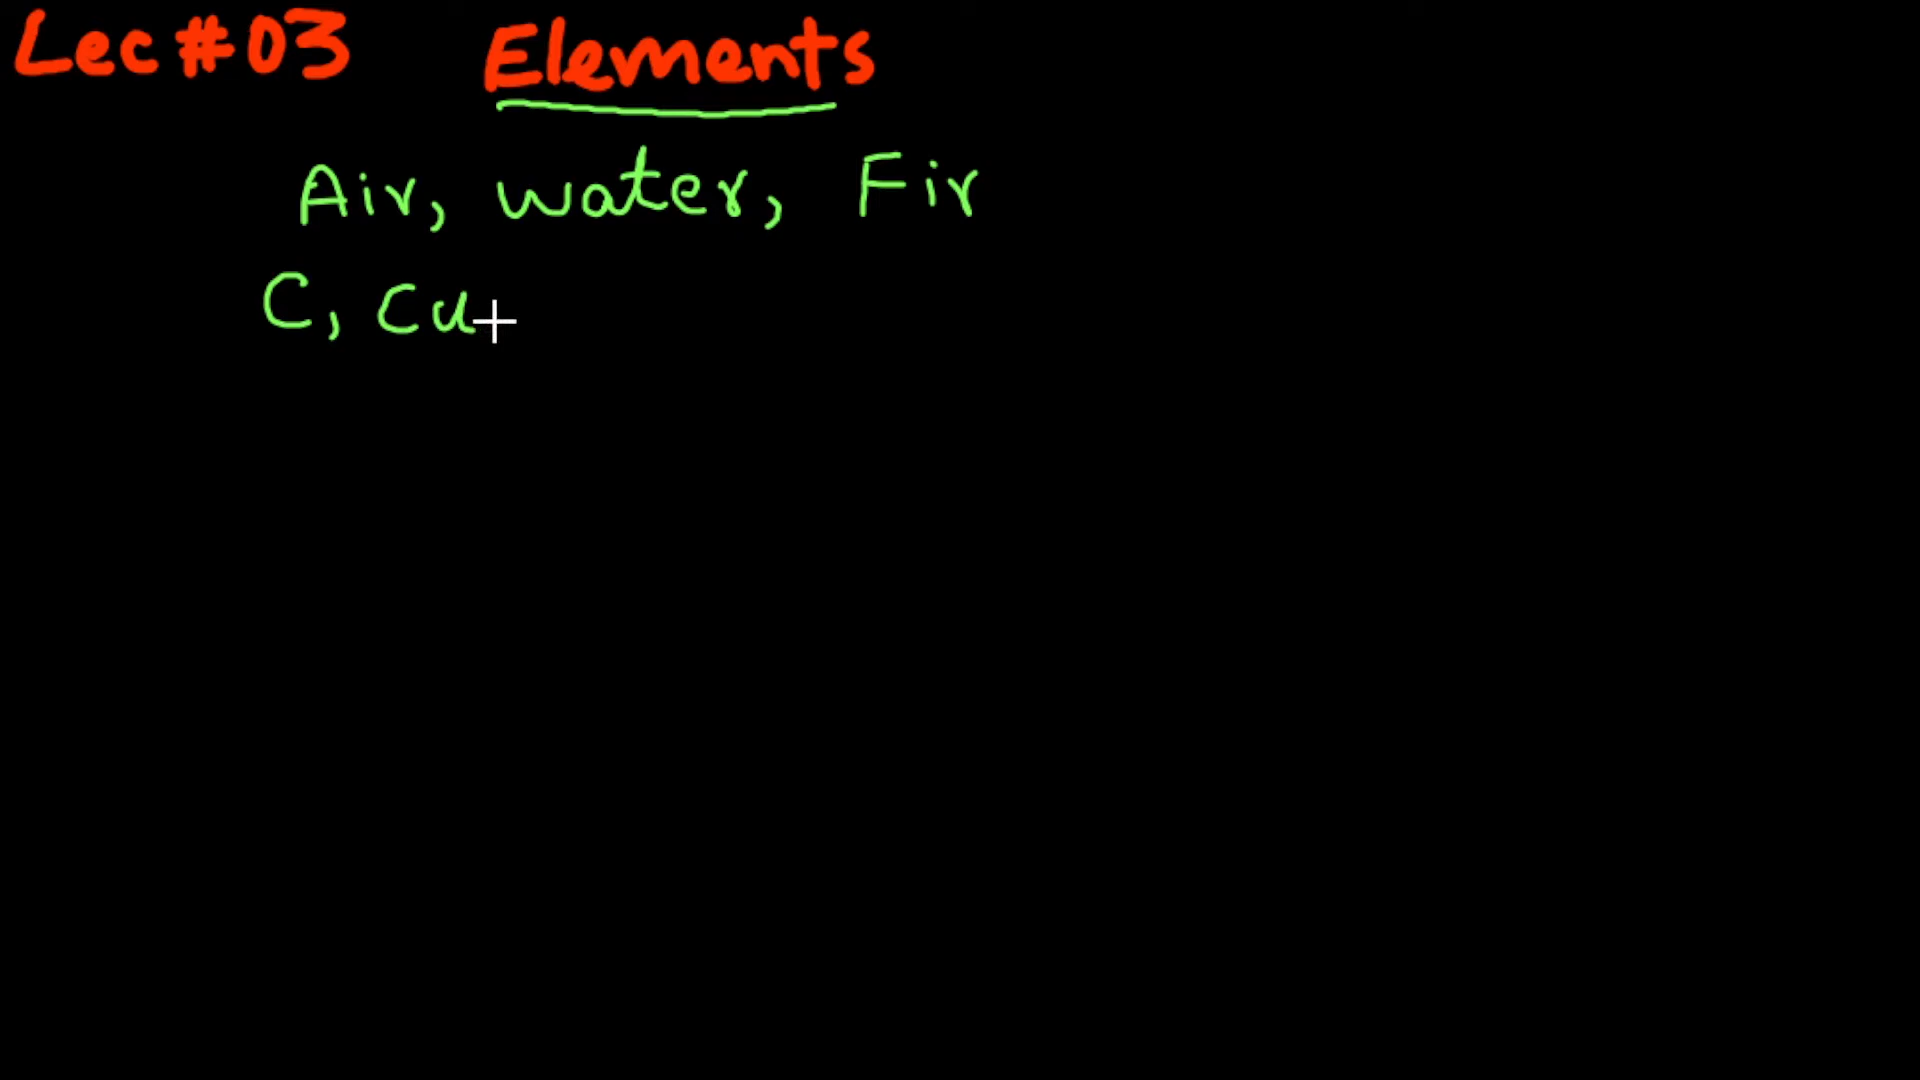 Lec #03 Elements
Air, water, Fir
C, Cu